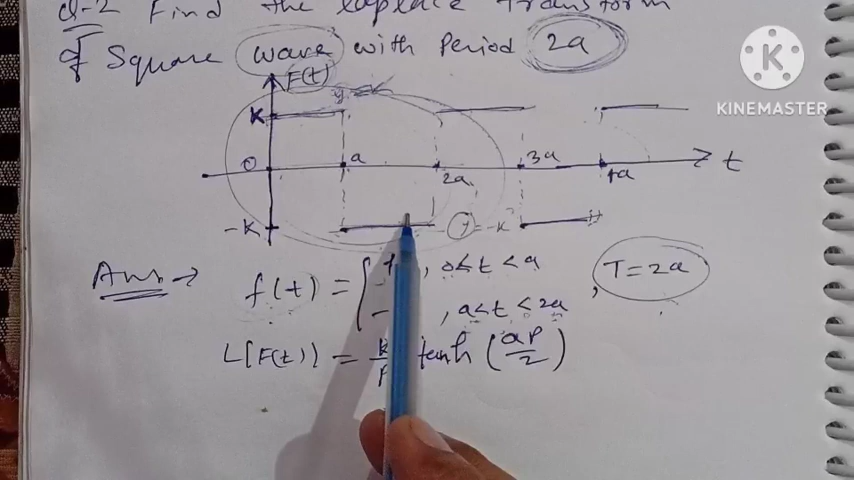 Q-2 Find the Laplace Transform
of Square wave with Period 2a
F(t)
K
KINEMASTER
0 a 2a 3a 4a t
-K
Ans → f(t) = { , 0 < t < a
, a < t < 2a , T = 2a
L[F(t)] = K/P tanh (aP/2)